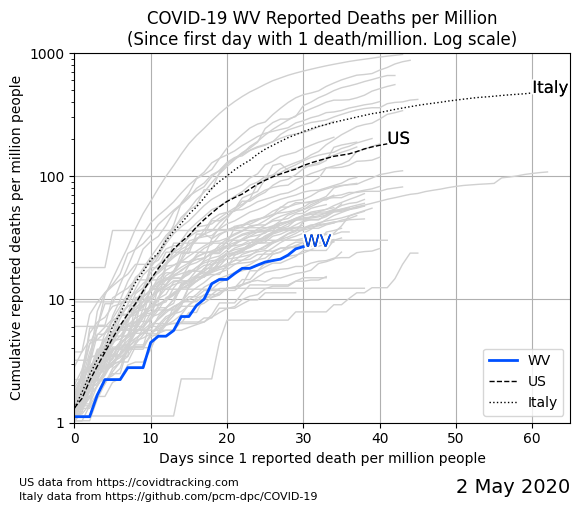 COVID-19 WV Reported Deaths per Million
(Since first day with 1 death/million. Log scale)
Cumulative reported deaths per million people
1000
100
10
1
Italy
US
WV
WV
US
Italy
0 10 20 30 40 50 60
Days since 1 reported death per million people
US data from https://covidtracking.com
Italy data from https://github.com/pcm-dpc/COVID-19
2 May 2020